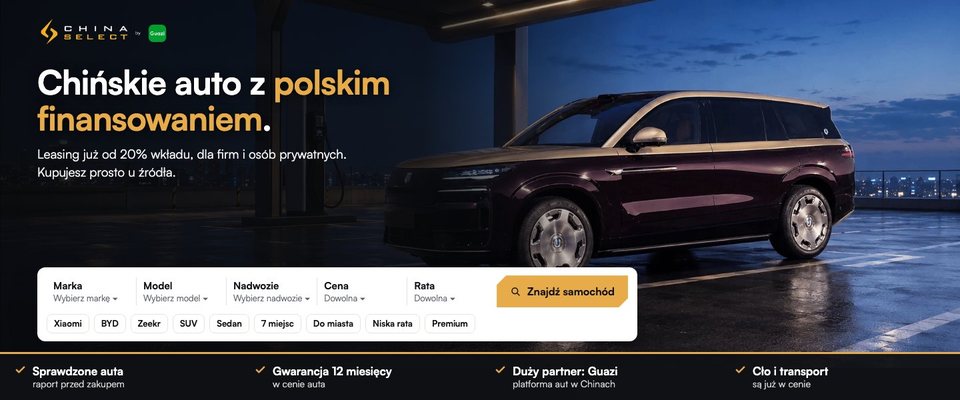 CHINA
SELECT
by
Guazi
Chińskie auto z polskim
finansowaniem.
Leasing już od 20% wkładu, dla firm i osób prywatnych.
Kupujesz prosto u źródła.
Marka
Wybierz markę
Model
Wybierz model
Nadwozie
Wybierz nadwozie
Cena
Dowolna
Rata
Dowolna
Znajdź samochód
Xiaomi
BYD
Zeekr
SUV
Sedan
7 miejsc
Do miasta
Niska rata
Premium
Sprawdzone auta
raport przed zakupem
Gwarancja 12 miesięcy
w cenie auta
Duży partner: Guazi
platforma aut w Chinach
Cło i transport
są już w cenie